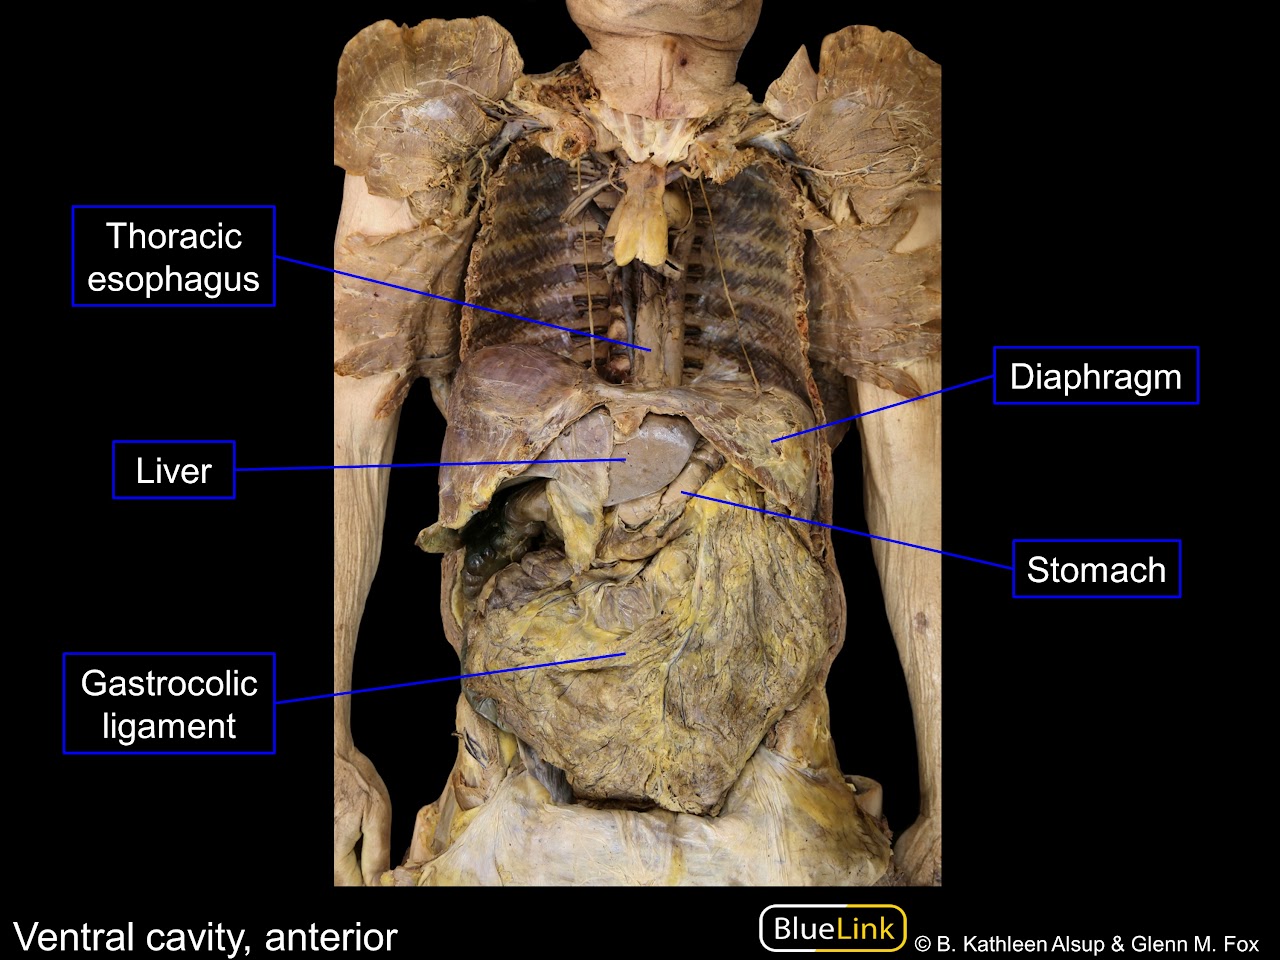 Thoracic
esophagus
Diaphragm
Liver
Stomach
Gastrocolic
ligament
Ventral cavity, anterior
BlueLink
© B. Kathleen Alsup & Glenn M. Fox